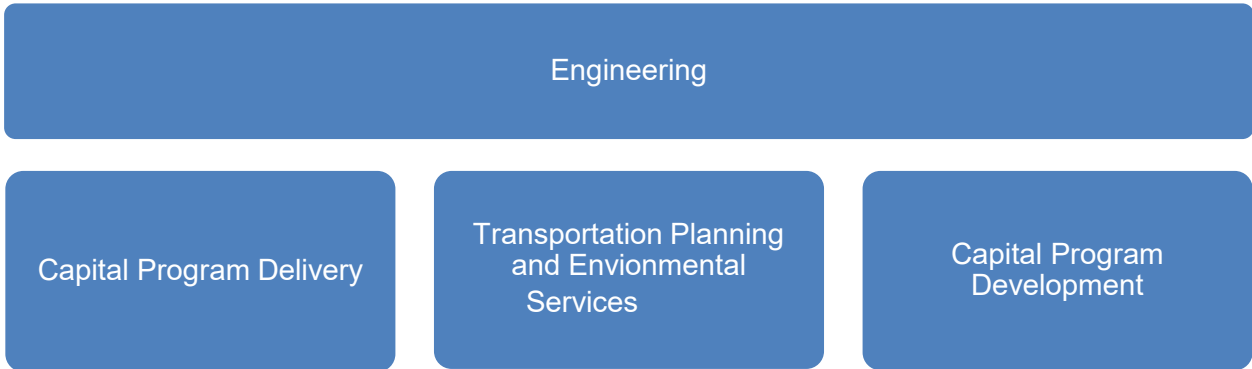 Engineering
Capital Program Delivery
Transportation Planning
and Envionmental
Services
Capital Program
Development